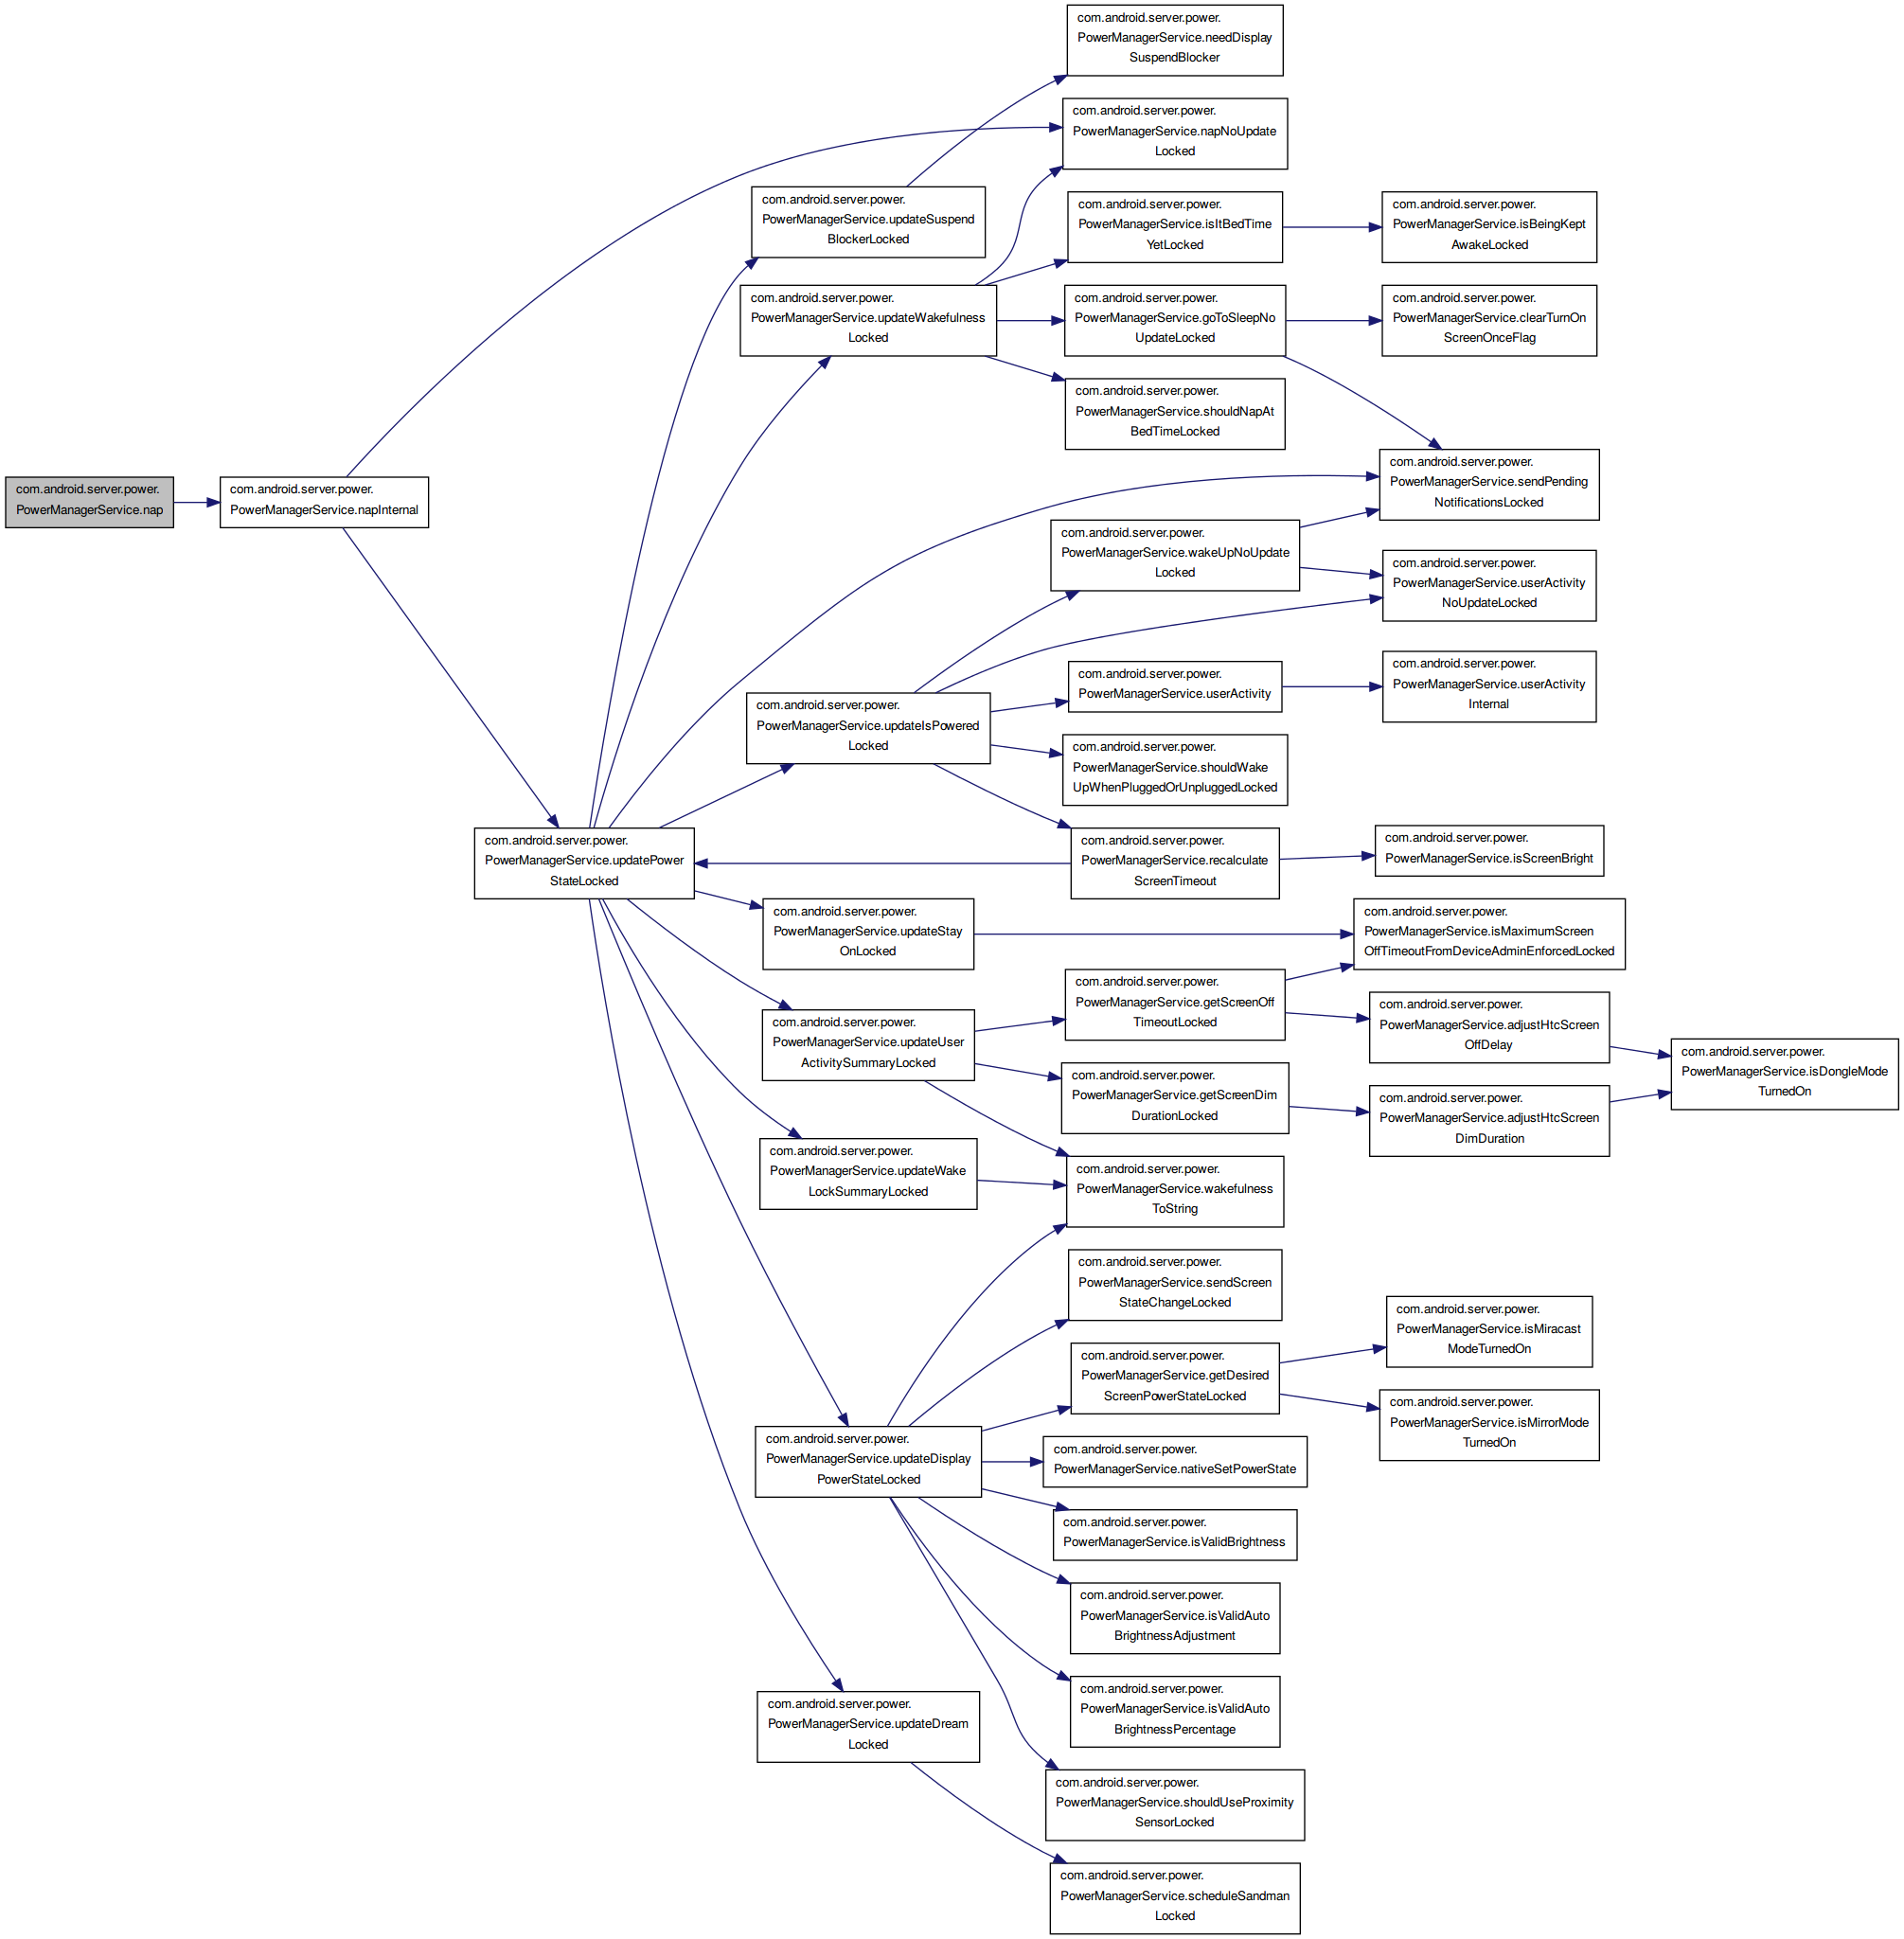 com.android.server.power.
PowerManagerService.needDisplay
SuspendBlocker
com.android.server.power.
PowerManagerService.napNoUpdate
Locked
com.android.server.power.
PowerManagerService.updateSuspend
BlockerLocked
com.android.server.power.
PowerManagerService.isItBedTime
YetLocked
com.android.server.power.
PowerManagerService.isBeingKept
AwakeLocked
com.android.server.power.
PowerManagerService.updateWakefulness
Locked
com.android.server.power.
PowerManagerService.goToSleepNo
UpdateLocked
com.android.server.power.
PowerManagerService.clearTurnOn
ScreenOnceFlag
com.android.server.power.
PowerManagerService.shouldNapAt
BedTimeLocked
com.android.server.power.
PowerManagerService.nap
com.android.server.power.
PowerManagerService.napInternal
com.android.server.power.
PowerManagerService.sendPending
NotificationsLocked
com.android.server.power.
PowerManagerService.wakeUpNoUpdate
Locked
com.android.server.power.
PowerManagerService.userActivity
NoUpdateLocked
com.android.server.power.
PowerManagerService.updateIsPowered
Locked
com.android.server.power.
PowerManagerService.userActivity
com.android.server.power.
PowerManagerService.userActivity
Internal
com.android.server.power.
PowerManagerService.shouldWake
UpWhenPluggedOrUnpluggedLocked
com.android.server.power.
PowerManagerService.updatePower
StateLocked
com.android.server.power.
PowerManagerService.recalculate
ScreenTimeout
com.android.server.power.
PowerManagerService.isScreenBright
com.android.server.power.
PowerManagerService.updateStay
OnLocked
com.android.server.power.
PowerManagerService.isMaximumScreen
OffTimeoutFromDeviceAdminEnforcedLocked
com.android.server.power.
PowerManagerService.updateUser
ActivitySummaryLocked
com.android.server.power.
PowerManagerService.getScreenOff
TimeoutLocked
com.android.server.power.
PowerManagerService.adjustHtcScreen
OffDelay
com.android.server.power.
PowerManagerService.isDongleMode
TurnedOn
com.android.server.power.
PowerManagerService.getScreenDim
DurationLocked
com.android.server.power.
PowerManagerService.adjustHtcScreen
DimDuration
com.android.server.power.
PowerManagerService.updateWake
LockSummaryLocked
com.android.server.power.
PowerManagerService.wakefulness
ToString
com.android.server.power.
PowerManagerService.sendScreen
StateChangeLocked
com.android.server.power.
PowerManagerService.getDesired
ScreenPowerStateLocked
com.android.server.power.
PowerManagerService.isMiracast
ModeTurnedOn
com.android.server.power.
PowerManagerService.isMirrorMode
TurnedOn
com.android.server.power.
PowerManagerService.updateDisplay
PowerStateLocked
com.android.server.power.
PowerManagerService.nativeSetPowerState
com.android.server.power.
PowerManagerService.isValidBrightness
com.android.server.power.
PowerManagerService.isValidAuto
BrightnessAdjustment
com.android.server.power.
PowerManagerService.isValidAuto
BrightnessPercentage
com.android.server.power.
PowerManagerService.updateDream
Locked
com.android.server.power.
PowerManagerService.shouldUseProximity
SensorLocked
com.android.server.power.
PowerManagerService.scheduleSandman
Locked